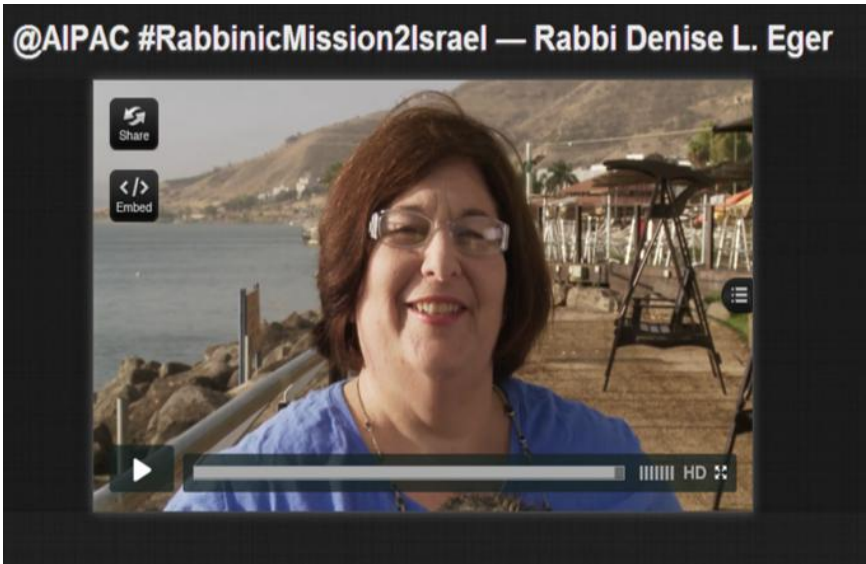 @AIPAC #RabbinicMission2Israel — Rabbi Denise L. Eger
Share
</>
Embed
HD